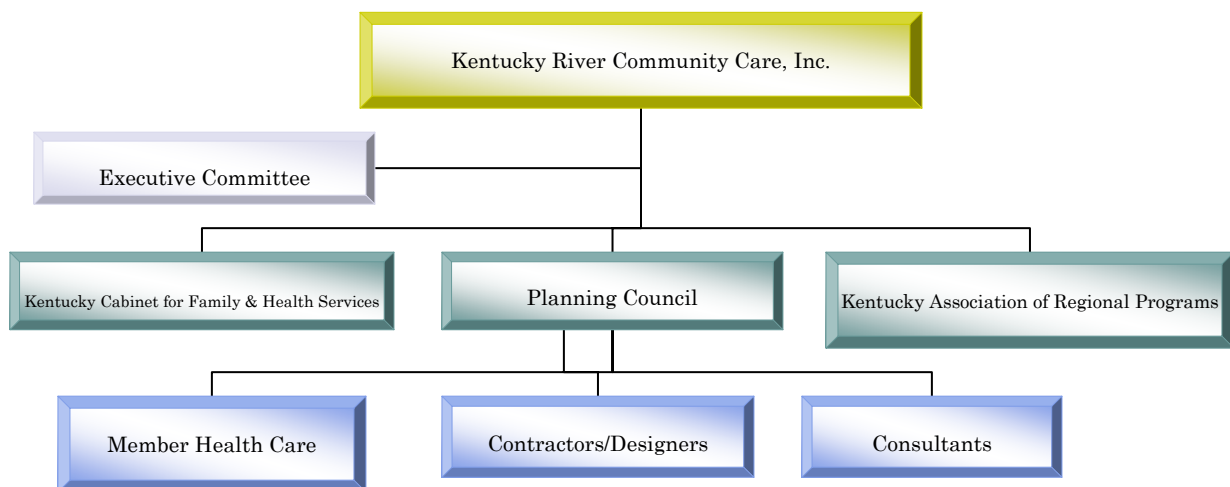 Kentucky River Community Care, Inc.
Executive Committee
Kentucky Cabinet for Family & Health Services
Planning Council
Kentucky Association of Regional Programs
Member Health Care
Contractors/Designers
Consultants